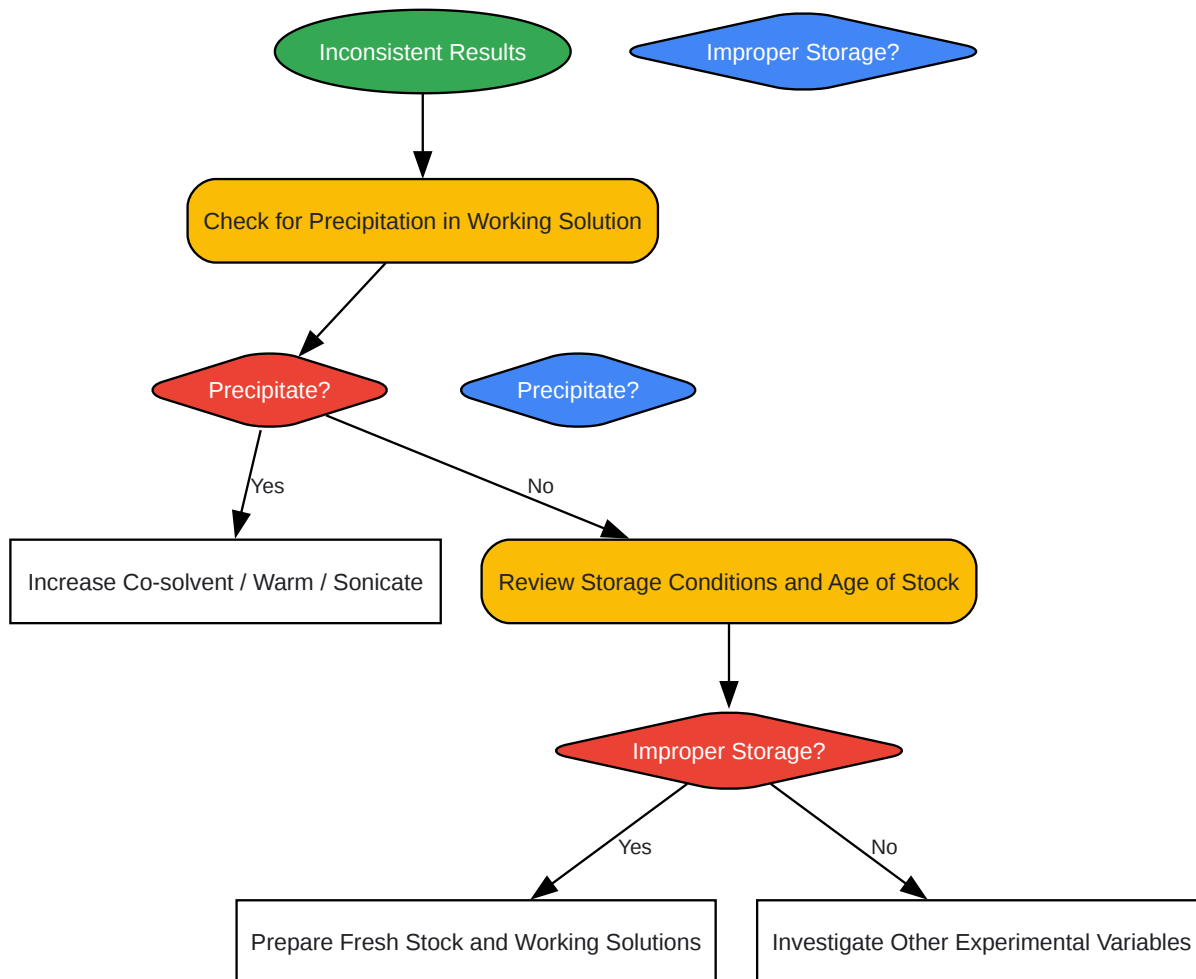 Inconsistent Results
Improper Storage?
Check for Precipitation in Working Solution
Precipitate?
Precipitate?
Yes
No
Increase Co-solvent / Warm / Sonicate
Review Storage Conditions and Age of Stock
Improper Storage?
Yes
No
Prepare Fresh Stock and Working Solutions
Investigate Other Experimental Variables